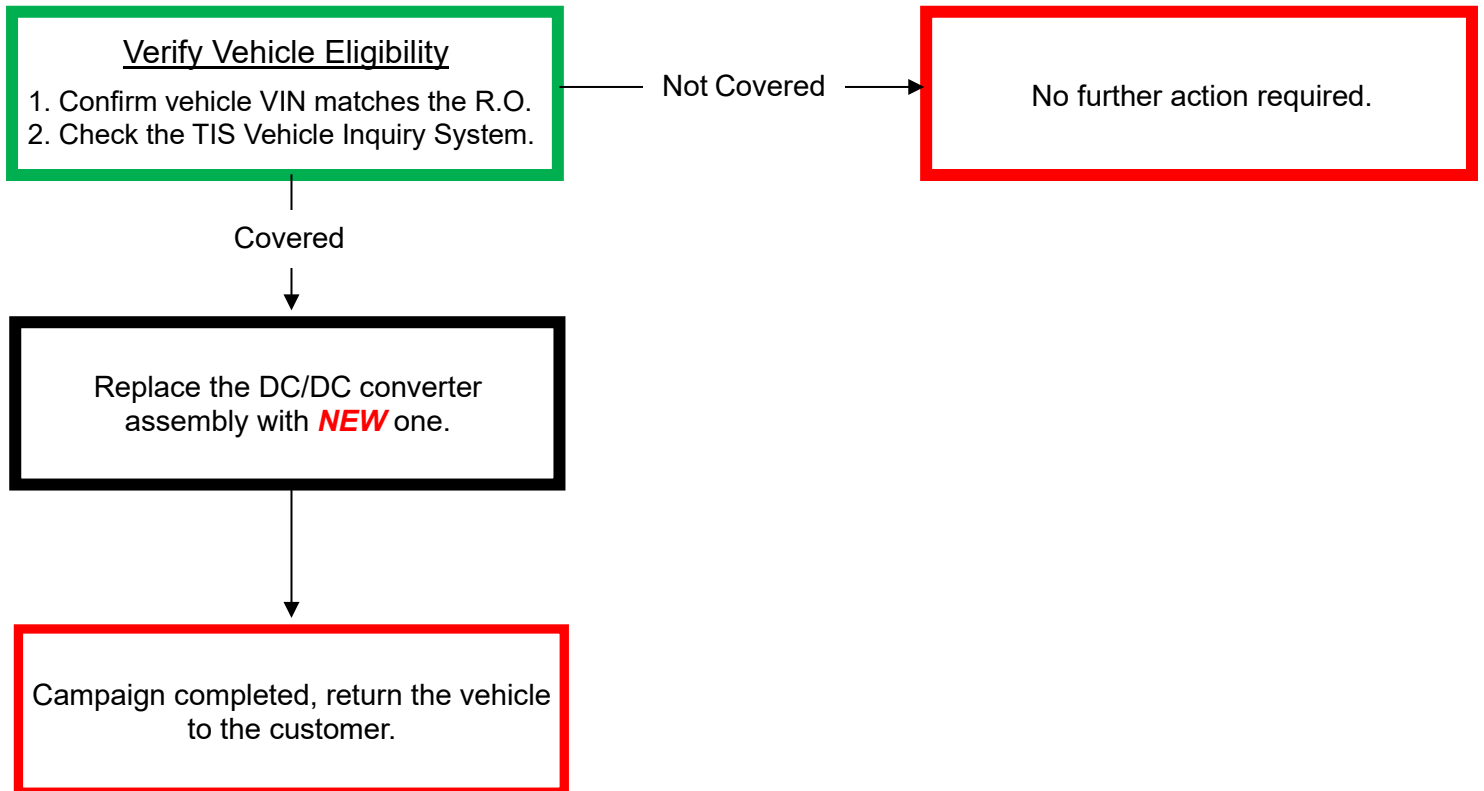 Verify Vehicle Eligibility
1. Confirm vehicle VIN matches the R.O.
2. Check the TIS Vehicle Inquiry System.
Not Covered
No further action required.
Covered
Replace the DC/DC converter
assembly with NEW one.
Campaign completed, return the vehicle
to the customer.